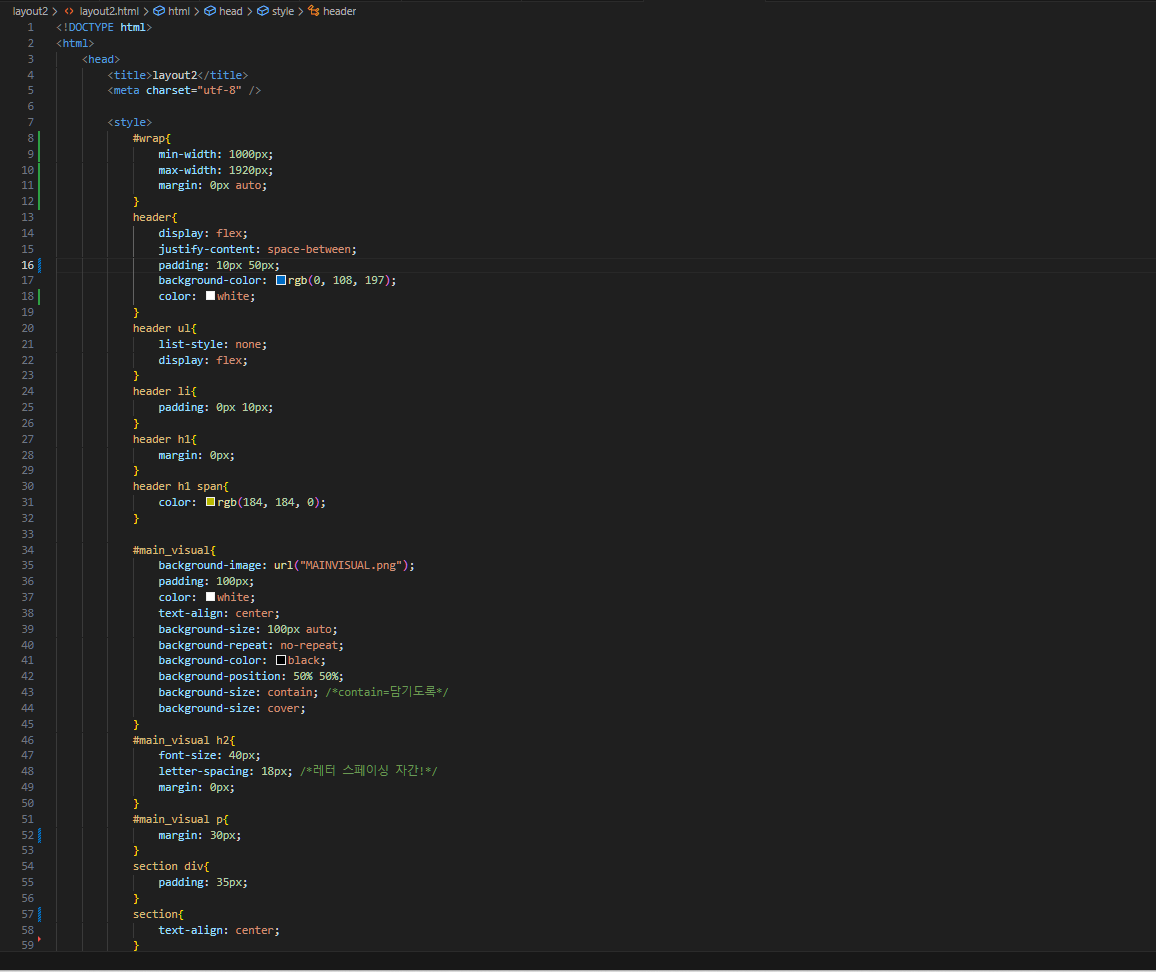 layout2 > <> layout2.html > html > head > style > header
1 <!DOCTYPE html>
2 <html>
3     <head>
4         <title>layout2</title>
5         <meta charset="utf-8" />
6
7         <style>
8             #wrap{
9                 min-width: 1000px;
10                 max-width: 1920px;
11                 margin: 0px auto;
12             }
13             header{
14                 display: flex;
15                 justify-content: space-between;
16                 padding: 10px 50px;
17                 background-color: rgb(0, 108, 197);
18                 color: white;
19             }
20             header ul{
21                 list-style: none;
22                 display: flex;
23             }
24             header li{
25                 padding: 0px 10px;
26             }
27             header h1{
28                 margin: 0px;
29             }
30             header h1 span{
31                 color: rgb(184, 184, 0);
32             }
33
34             #main_visual{
35                 background-image: url("MAINVISUAL.png");
36                 padding: 100px;
37                 color: white;
38                 text-align: center;
39                 background-size: 100px auto;
40                 background-repeat: no-repeat;
41                 background-color: black;
42                 background-position: 50% 50%;
43                 background-size: contain; /*contain=담기도록*/
44                 background-size: cover;
45             }
46             #main_visual h2{
47                 font-size: 40px;
48                 letter-spacing: 18px; /*레터 스페이싱 자간!*/
49                 margin: 0px;
50             }
51             #main_visual p{
52                 margin: 30px;
53             }
54             section div{
55                 padding: 35px;
56             }
57             section{
58                 text-align: center;
59             }